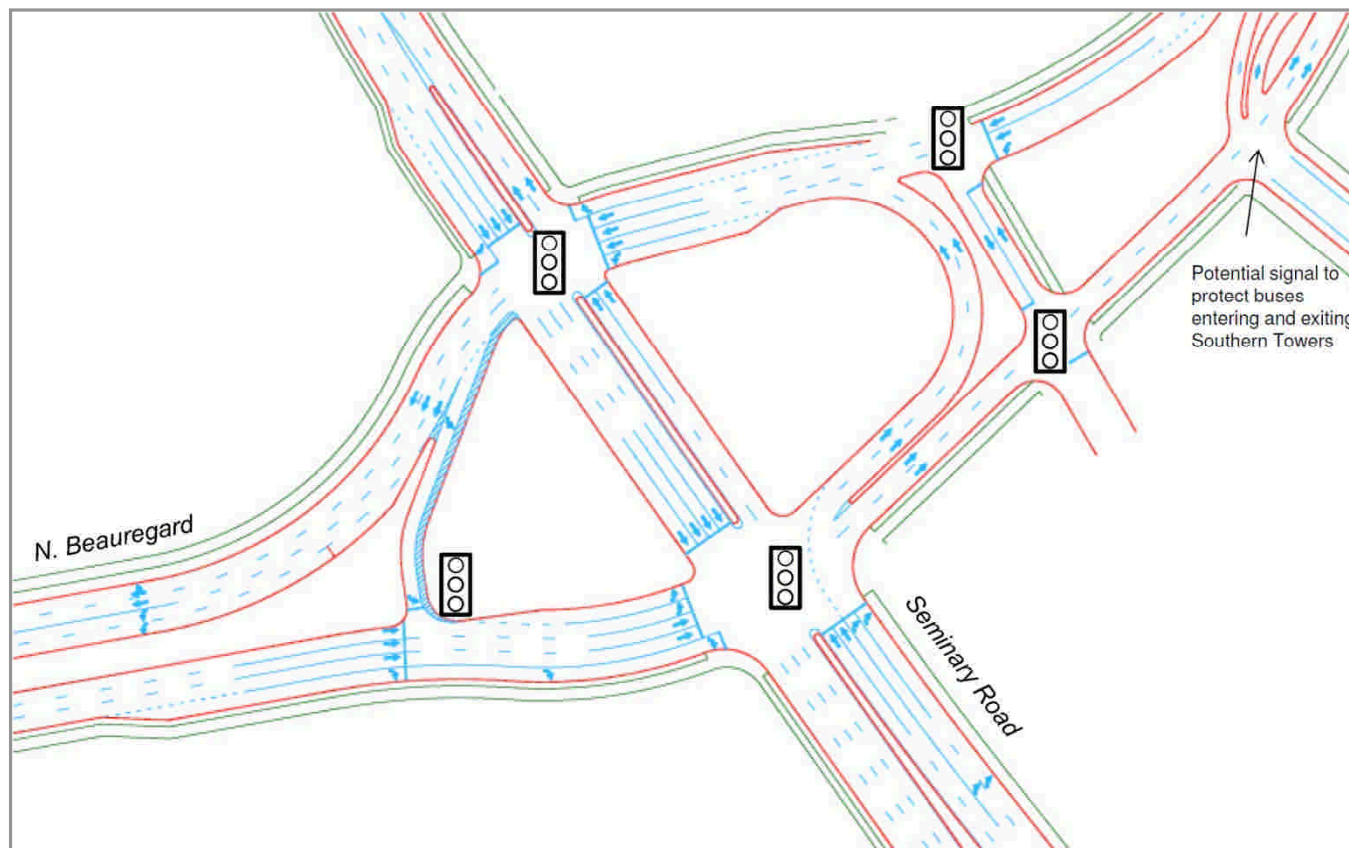 Potential signal to
protect buses
entering and exiting
Southern Towers
N. Beauregard
Seminary Road